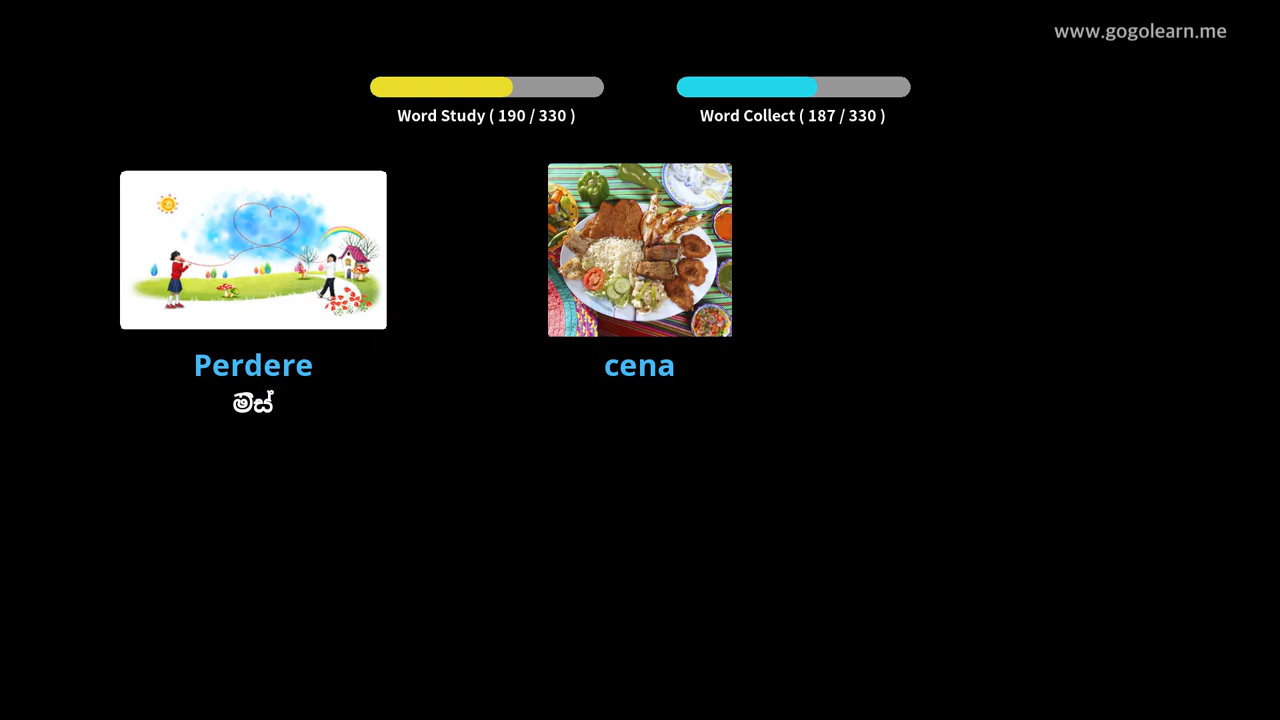 www.gogolearn.me
Word Study ( 190 / 330 )
Word Collect ( 187 / 330 )
Perdere
මිස්
cena